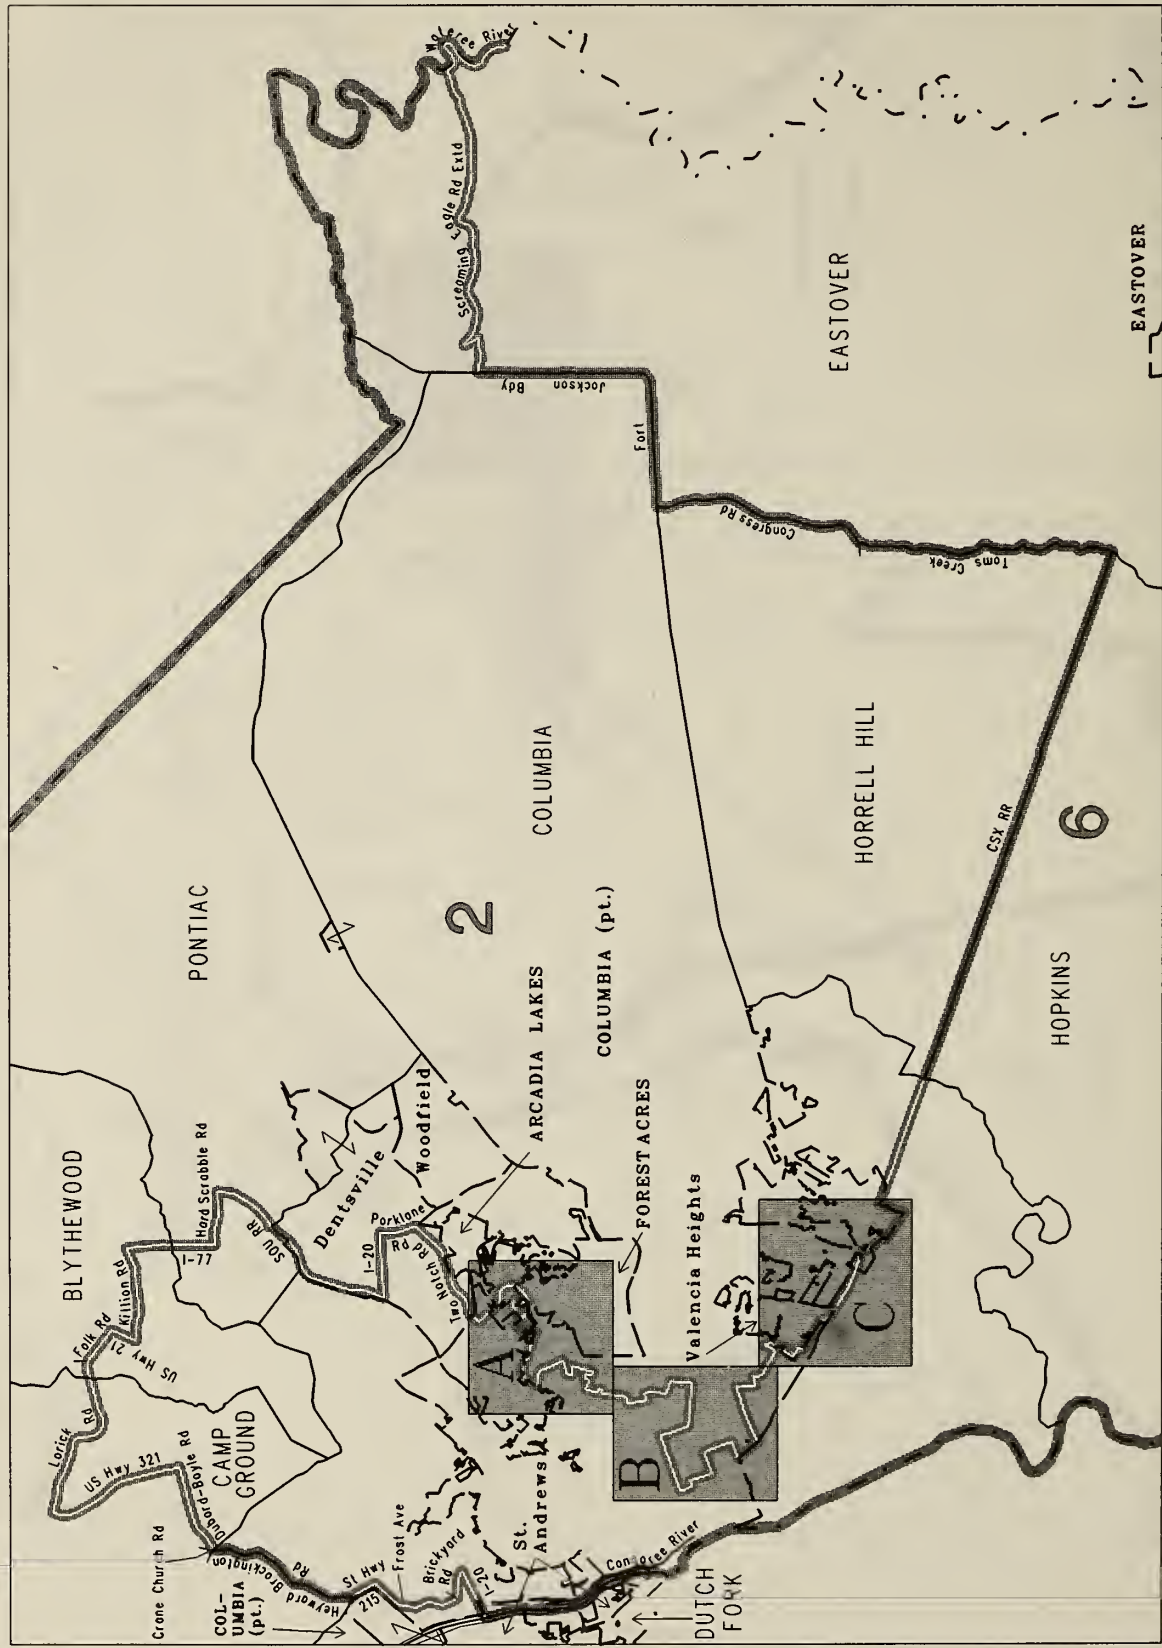 Crane Church Rd
COL-
UMBIA
(pt.)
Heyward Brockington
Rd
Dubard-Boyle Rd
US Hwy 321
Lorick
Rd
Folk Rd
US Hwy 21
Killian Rd
I-77
Hard Scrabble Rd
SOU RR
BLYTHEWOOD
CAMP
GROUND
PONTIAC
St Hwy
215
Frost Ave
Brickyard
Rd
I-20
St.
Andrews
DUTCH
FORK
Congaree River
Dentsville
I-20
Parklane
Rd
Two Notch Rd
Woodfield
ARCADIA LAKES
2
COLUMBIA
COLUMBIA (pt.)
FOREST ACRES
Valencia Heights
A
B
C
Wateree River
Screaming Eagle Rd Extd
Fort
Jackson
Bdy
Congress Rd
Toms Creek
EASTOVER
EASTOVER
HORRELL HILL
CSX RR
6
HOPKINS